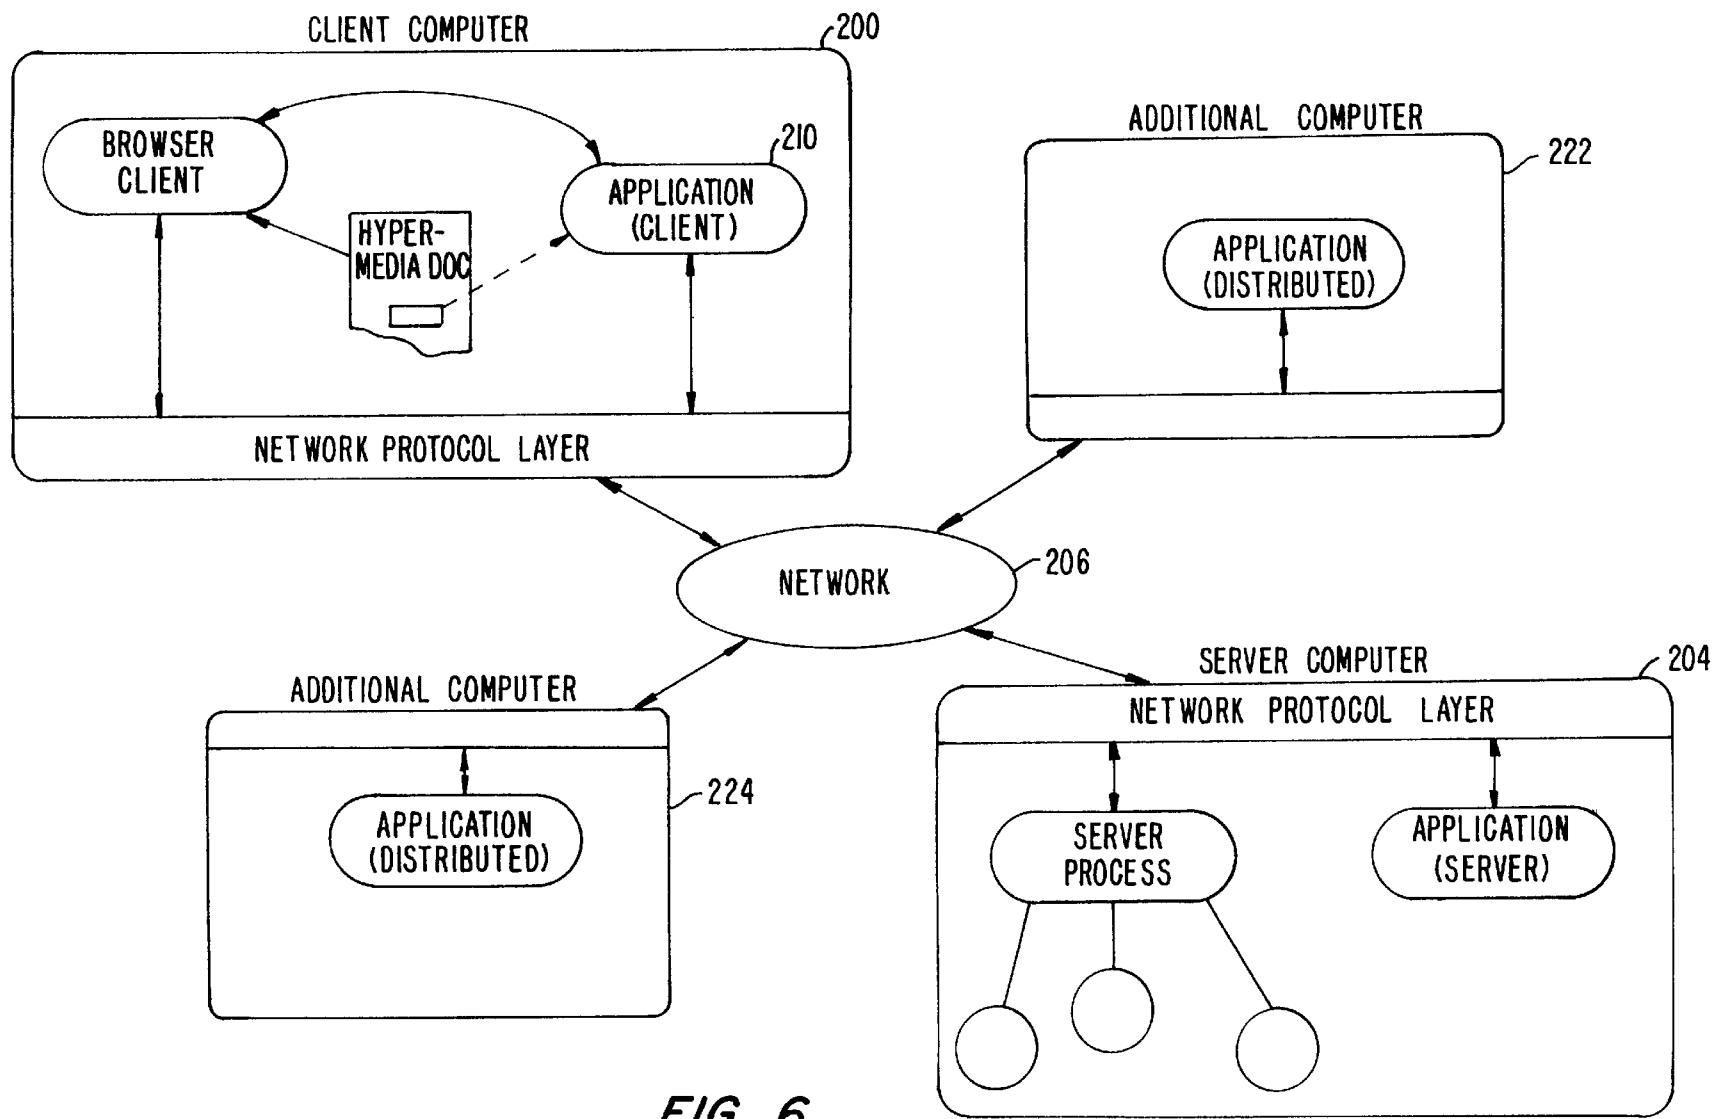 CLIENT COMPUTER
200
BROWSER
CLIENT
210
APPLICATION
(CLIENT)
HYPER-
MEDIA DOC
NETWORK PROTOCOL LAYER
ADDITIONAL COMPUTER
222
APPLICATION
(DISTRIBUTED)
NETWORK
206
ADDITIONAL COMPUTER
224
APPLICATION
(DISTRIBUTED)
SERVER COMPUTER
204
NETWORK PROTOCOL LAYER
SERVER
PROCESS
APPLICATION
(SERVER)
FIG. 6